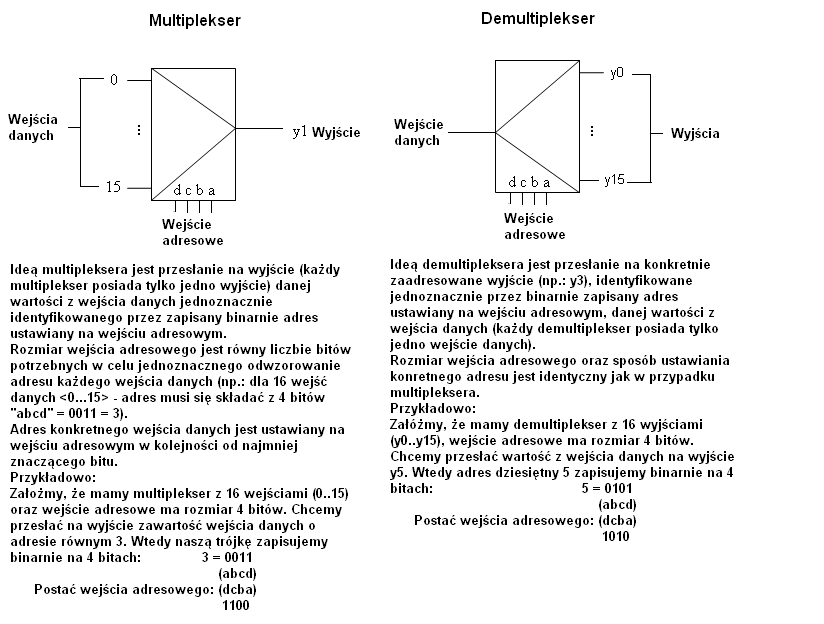 Multiplekser
0
Wejścia
danych
...
y1 Wyjście
15
d c b a
Wejście
adresowe
Ideą multipleksera jest przesłanie na wyjście (każdy
multiplekser posiada tylko jedno wyjście) danej
wartości z wejścia danych jednoznacznie
identyfikowanego przez zapisany binarnie adres
ustawiany na wejściu adresowym.
Rozmiar wejścia adresowego jest równy liczbie bitów
potrzebnych w celu jednoznacznego odwzorowanie
adresu każdego wejścia danych (np.: dla 16 wejść
danych <0...15> - adres musi się składać z 4 bitów
"abcd" = 0011 = 3).
Adres konkretnego wejścia danych jest ustawiany na
wejściu adresowym w kolejności od najmniej
znaczącego bitu.
Przykładowo:
Założmy, że mamy multiplekser z 16 wejściami (0..15)
oraz wejście adresowe ma rozmiar 4 bitów. Chcemy
przesłać na wyjście zawartość wejścia danych o
adresie równym 3. Wtedy naszą trójkę zapisujemy
binarnie na 4 bitach: 3 = 0011
(abcd)
Postać wejścia adresowego: (dcba)
1100
Demultiplekser
y0
Wejście
danych
...
Wyjścia
y15
d c b a
Wejście
adresowe
Ideą demultipleksera jest przesłanie na konkretnie
zaadresowane wyjście (np.: y3), identyfikowane
jednoznacznie przez binarnie zapisany adres
ustawiany na wejściu adresowym, danej wartości z
wejścia danych (każdy demultiplekser posiada tylko
jedno wejście danych).
Rozmiar wejścia adresowego oraz sposób ustawiania
konretnego adresu jest identyczny jak w przypadku
multipleksera.
Przykładowo:
Załóżmy, że mamy demultiplekser z 16 wyjściami
(y0..y15), wejście adresowe ma rozmiar 4 bitów.
Chcemy przesłać wartość z wejścia danych na wyjście
y5. Wtedy adres dziesiętny 5 zapisujemy binarnie na 4
bitach: 5 = 0101
(abcd)
Postać wejścia adresowego: (dcba)
1010